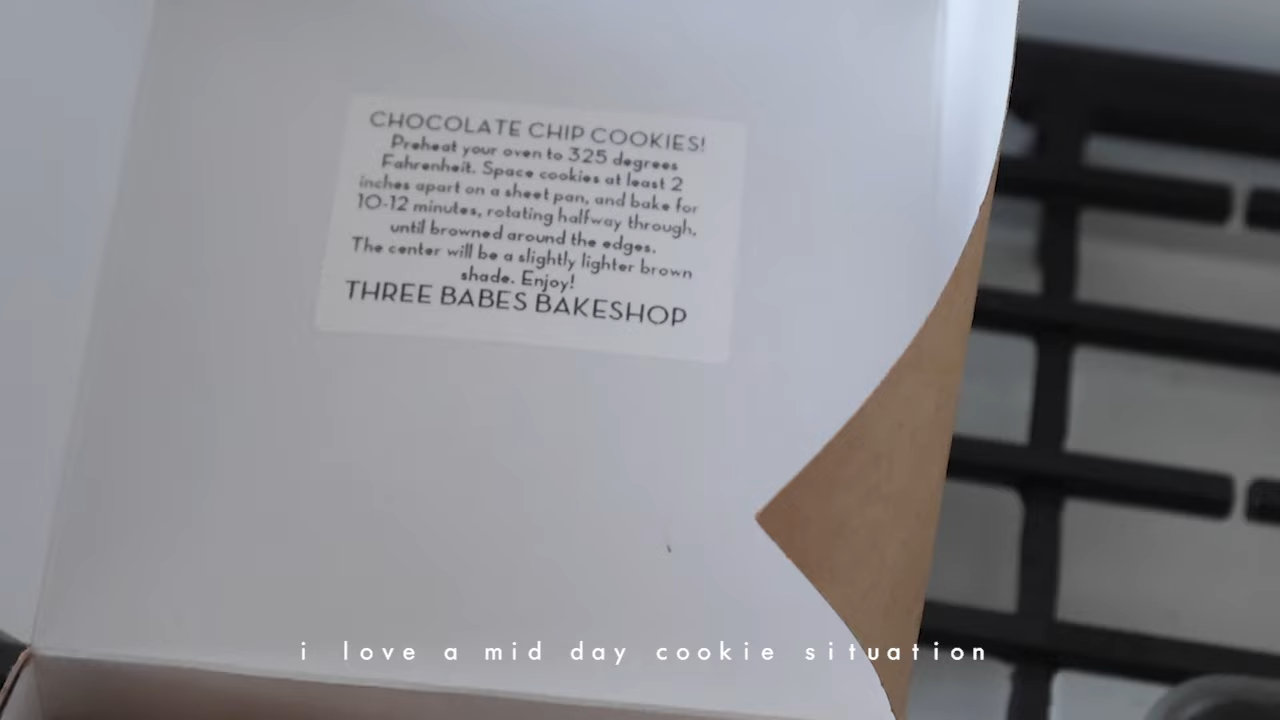 CHOCOLATE CHIP COOKIES!
Preheat your oven to 325 degrees
Fahrenheit. Space cookies at least 2
inches apart on a sheet pan, and bake for
10-12 minutes, rotating halfway through,
until browned around the edges.
The center will be a slightly lighter brown
shade. Enjoy!
THREE BABES BAKESHOP
i love a mid day cookie situation